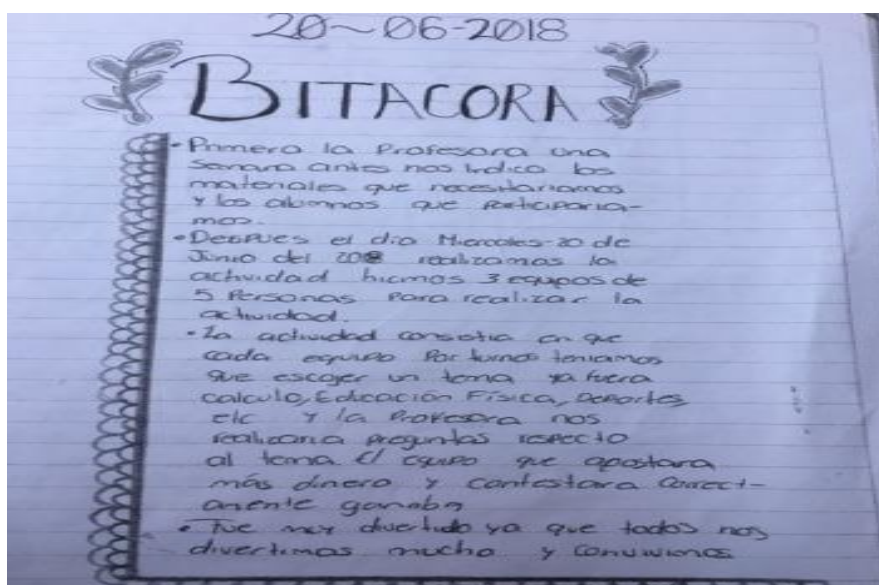 20~06-2018
BITACORA
• Primero la Profesora una
semana antes nos indico los
materiales que necesitariamos
y los alumnos que participaria-
mos.
• Despues el dia Miercoles-20 de
Junio del 2018 realizamos la
actividad hicimos 3 equipos de
5 Personas Para realizar la
actividad.
• La actividad consistia en que
cada equipo Por turnos teniamos
que escojer un tema ya fuera
calculo, Educación Física, Deportes,
etc y la Profesora nos
realizaria preguntas respecto
al tema el equipo que apostara
más dinero y contestara Correct-
amente ganaba
• Fue muy divertido ya que todos nos
divertimos mucho y convivimos